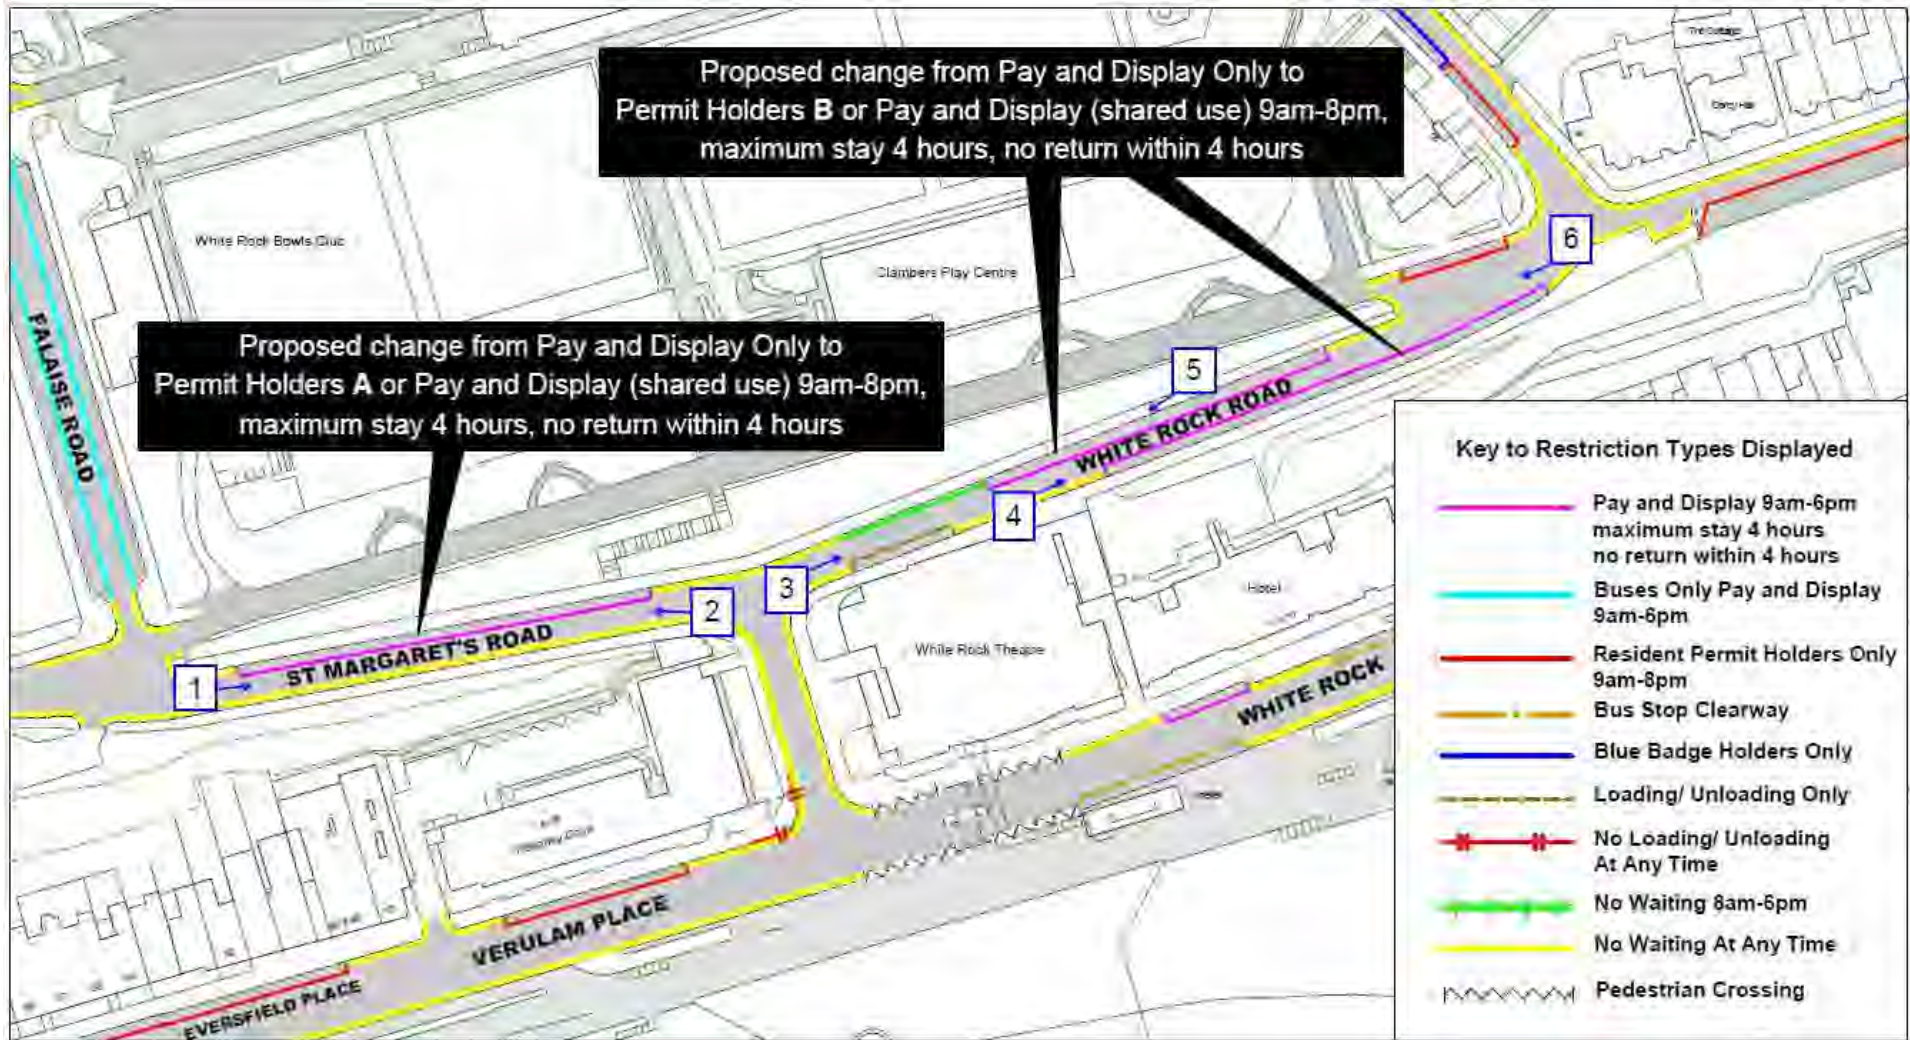 Proposed change from Pay and Display Only to
Permit Holders B or Pay and Display (shared use) 9am-8pm,
maximum stay 4 hours, no return within 4 hours
The Cottage
Darcy Hall
White Rock Bowls Club
Clambers Play Centre
6
Proposed change from Pay and Display Only to
Permit Holders A or Pay and Display (shared use) 9am-8pm,
maximum stay 4 hours, no return within 4 hours
FALAISE ROAD
5
WHITE ROCK ROAD
4
3
2
1
ST MARGARET'S ROAD
Hotel
White Rock Theatre
WHITE ROCK
VERULAM PLACE
EVERSFIELD PLACE
Key to Restriction Types Displayed
Pay and Display 9am-6pm
maximum stay 4 hours
no return within 4 hours
Buses Only Pay and Display
9am-6pm
Resident Permit Holders Only
9am-8pm
Bus Stop Clearway
Blue Badge Holders Only
Loading/ Unloading Only
No Loading/ Unloading
At Any Time
No Waiting 8am-6pm
No Waiting At Any Time
Pedestrian Crossing